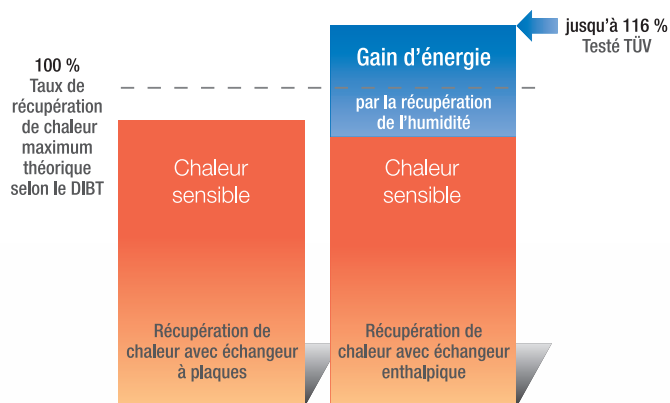 100 %
Taux de
récupération
de chaleur
maximum
théorique
selon le DIBT
Chaleur
sensible
Récupération de
chaleur avec échangeur
à plaques
Gain d’énergie
par la récupération
de l’humidité
Chaleur
sensible
Récupération de
chaleur avec échangeur
enthalpique
jusqu’à 116 %
Testé TÜV